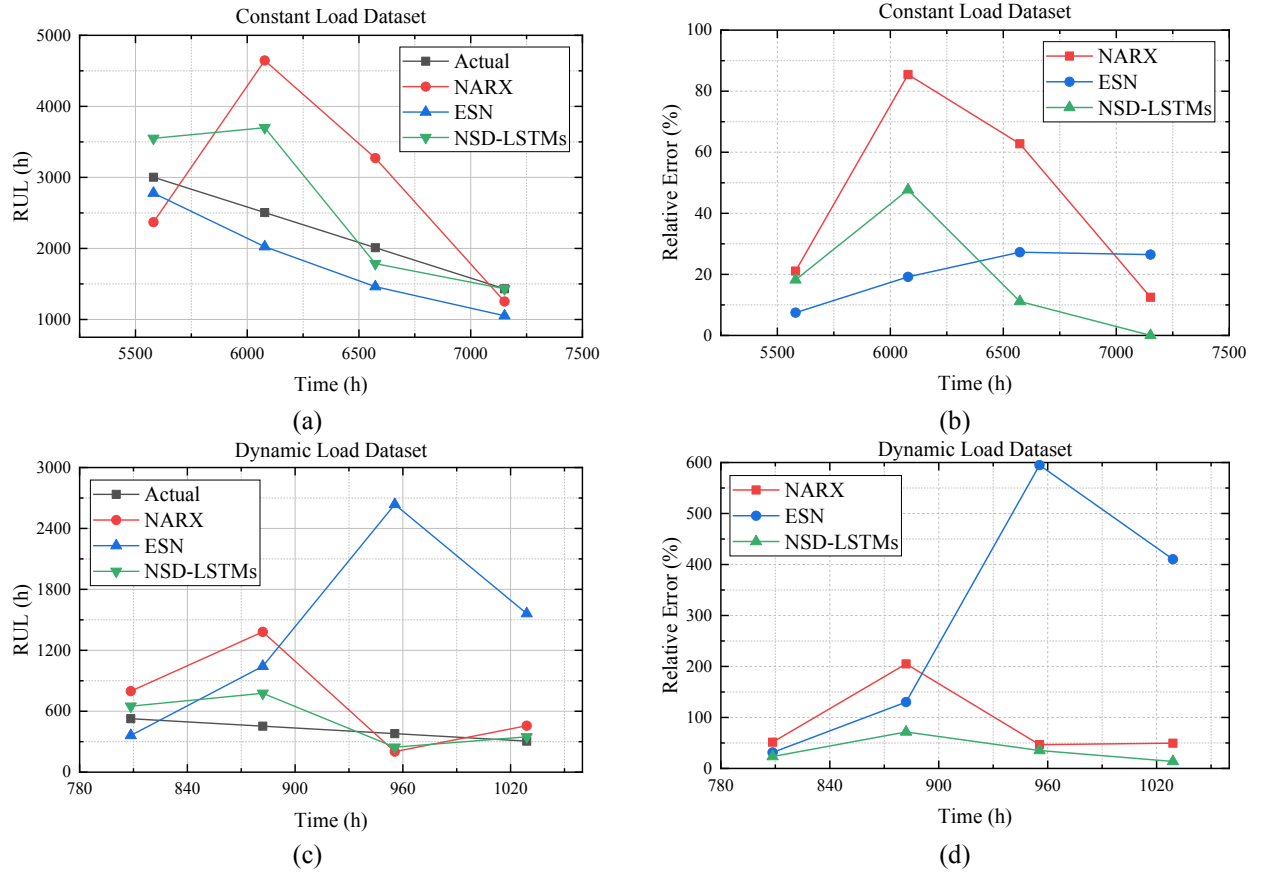 Constant Load Dataset
5000
4000
3000
2000
1000
RUL (h)
Actual
NARX
ESN
NSD-LSTMs
5500 6000 6500 7000 7500
Time (h)
(a)
Constant Load Dataset
100
80
60
40
20
0
Relative Error (%)
NARX
ESN
NSD-LSTMs
5500 6000 6500 7000 7500
Time (h)
(b)
Dynamic Load Dataset
3000
2400
1800
1200
600
0
RUL (h)
Actual
NARX
ESN
NSD-LSTMs
780 840 900 960 1020
Time (h)
(c)
Dynamic Load Dataset
600
500
400
300
200
100
0
Relative Error (%)
NARX
ESN
NSD-LSTMs
780 840 900 960 1020
Time (h)
(d)